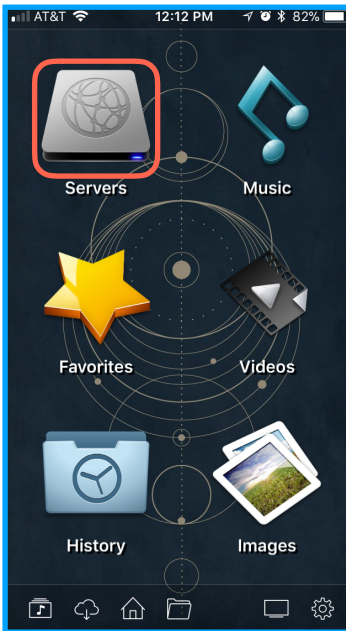 AT&T 12:12 PM 82%
Servers Music
Favorites Videos
History Images